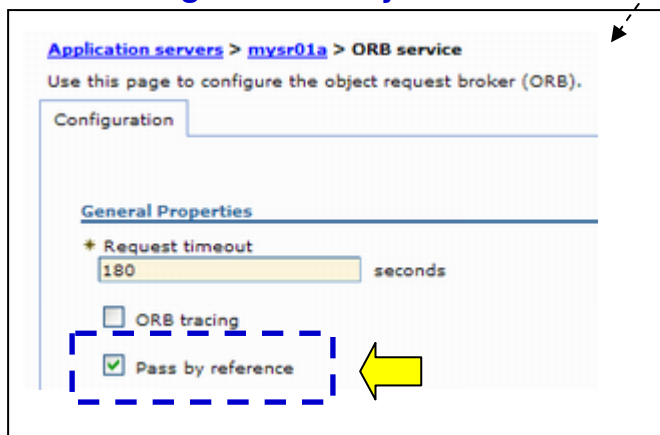 Application servers > mysr01a > ORB service
Use this page to configure the object request broker (ORB).
Configuration
General Properties
* Request timeout
180 seconds
ORB tracing
Pass by reference